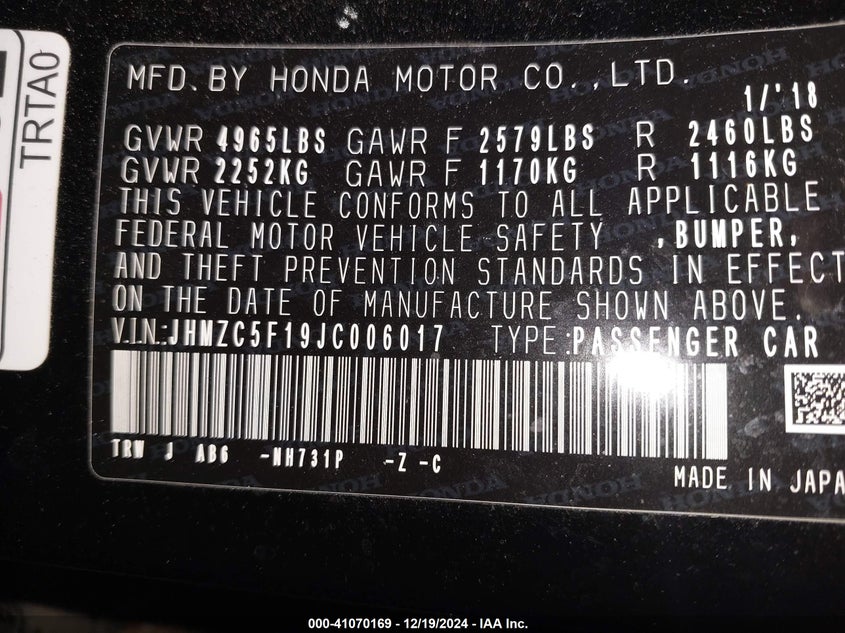 TRTA0
MFD. BY HONDA MOTOR CO.,LTD.
1/'18
GVWR 4965LBS GAWR F 2579LBS R 2460LBS
GVWR 2252KG GAWR F 1170KG R 1116KG
THIS VEHICLE CONFORMS TO ALL APPLICABLE
FEDERAL MOTOR VEHICLE SAFETY ,BUMPER,
AND THEFT PREVENTION STANDARDS IN EFFECT
ON THE DATE OF MANUFACTURE SHOWN ABOVE.
V.I.N.:JHMZC5F19JC006017 TYPE:PASSENGER CAR
TRW J AB6 -NH731P -Z -C
MADE IN JAPA
000-41070169 - 12/19/2024 - IAA Inc.